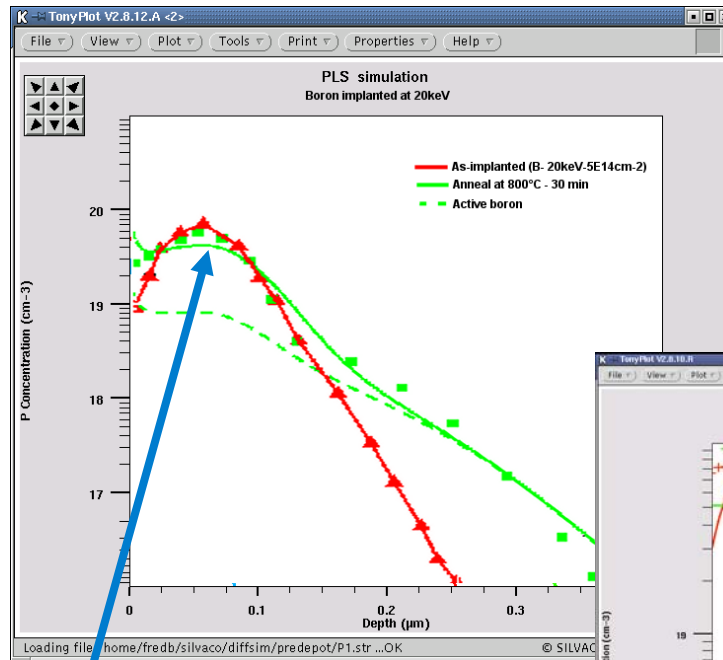 TonyPlot V2.8.12.A <2>
File View Plot Tools Print Properties Help
PLS simulation
Boron implanted at 20keV
As-implanted (B- 20keV-5E14cm-2)
Anneal at 800°C - 30 min
Active boron
20
19
18
17
P Concentration (cm-3)
0 0.1 0.2 0.3
Depth (µm)
Loading file /home/fredb/silvaco/diffsim/predepot/P1.str ...OK
© SILVAC
TonyPlot V2.8.10.R
File View Plot
19
ion (cm-3)